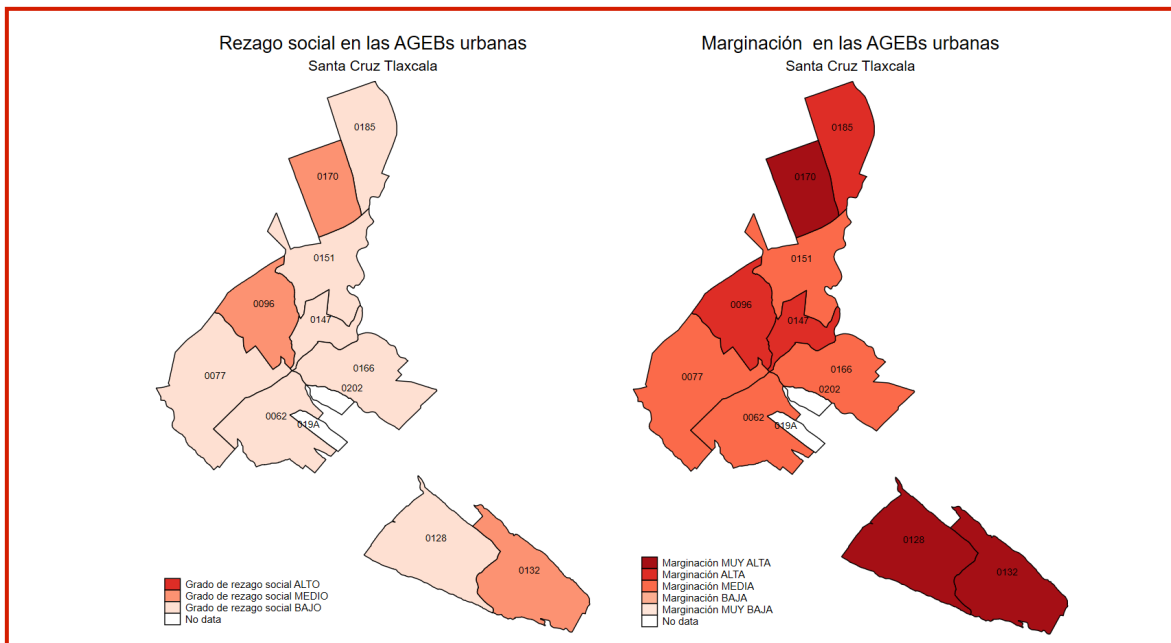 Rezago social en las AGEBs urbanas
Santa Cruz Tlaxcala
0185
0170
0151
0096
0147
0077
0166
0202
0062
019A
0128
0132
Grado de rezago social ALTO
Grado de rezago social MEDIO
Grado de rezago social BAJO
No data
Marginación en las AGEBs urbanas
Santa Cruz Tlaxcala
0185
0170
0151
0096
0147
0077
0166
0202
0062
019A
0128
0132
Marginación MUY ALTA
Marginación ALTA
Marginación MEDIA
Marginación BAJA
Marginación MUY BAJA
No data